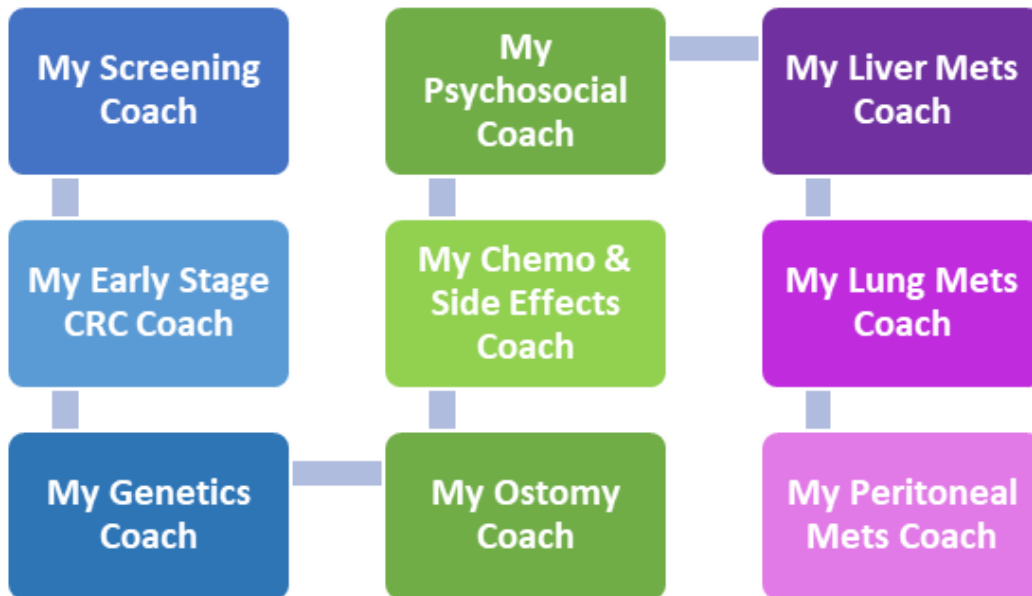 My Screening
Coach
My Early Stage
CRC Coach
My Genetics
Coach
My Ostomy
Coach
My Chemo &
Side Effects
Coach
My
Psychosocial
Coach
My Liver Mets
Coach
My Lung Mets
Coach
My Peritoneal
Mets Coach